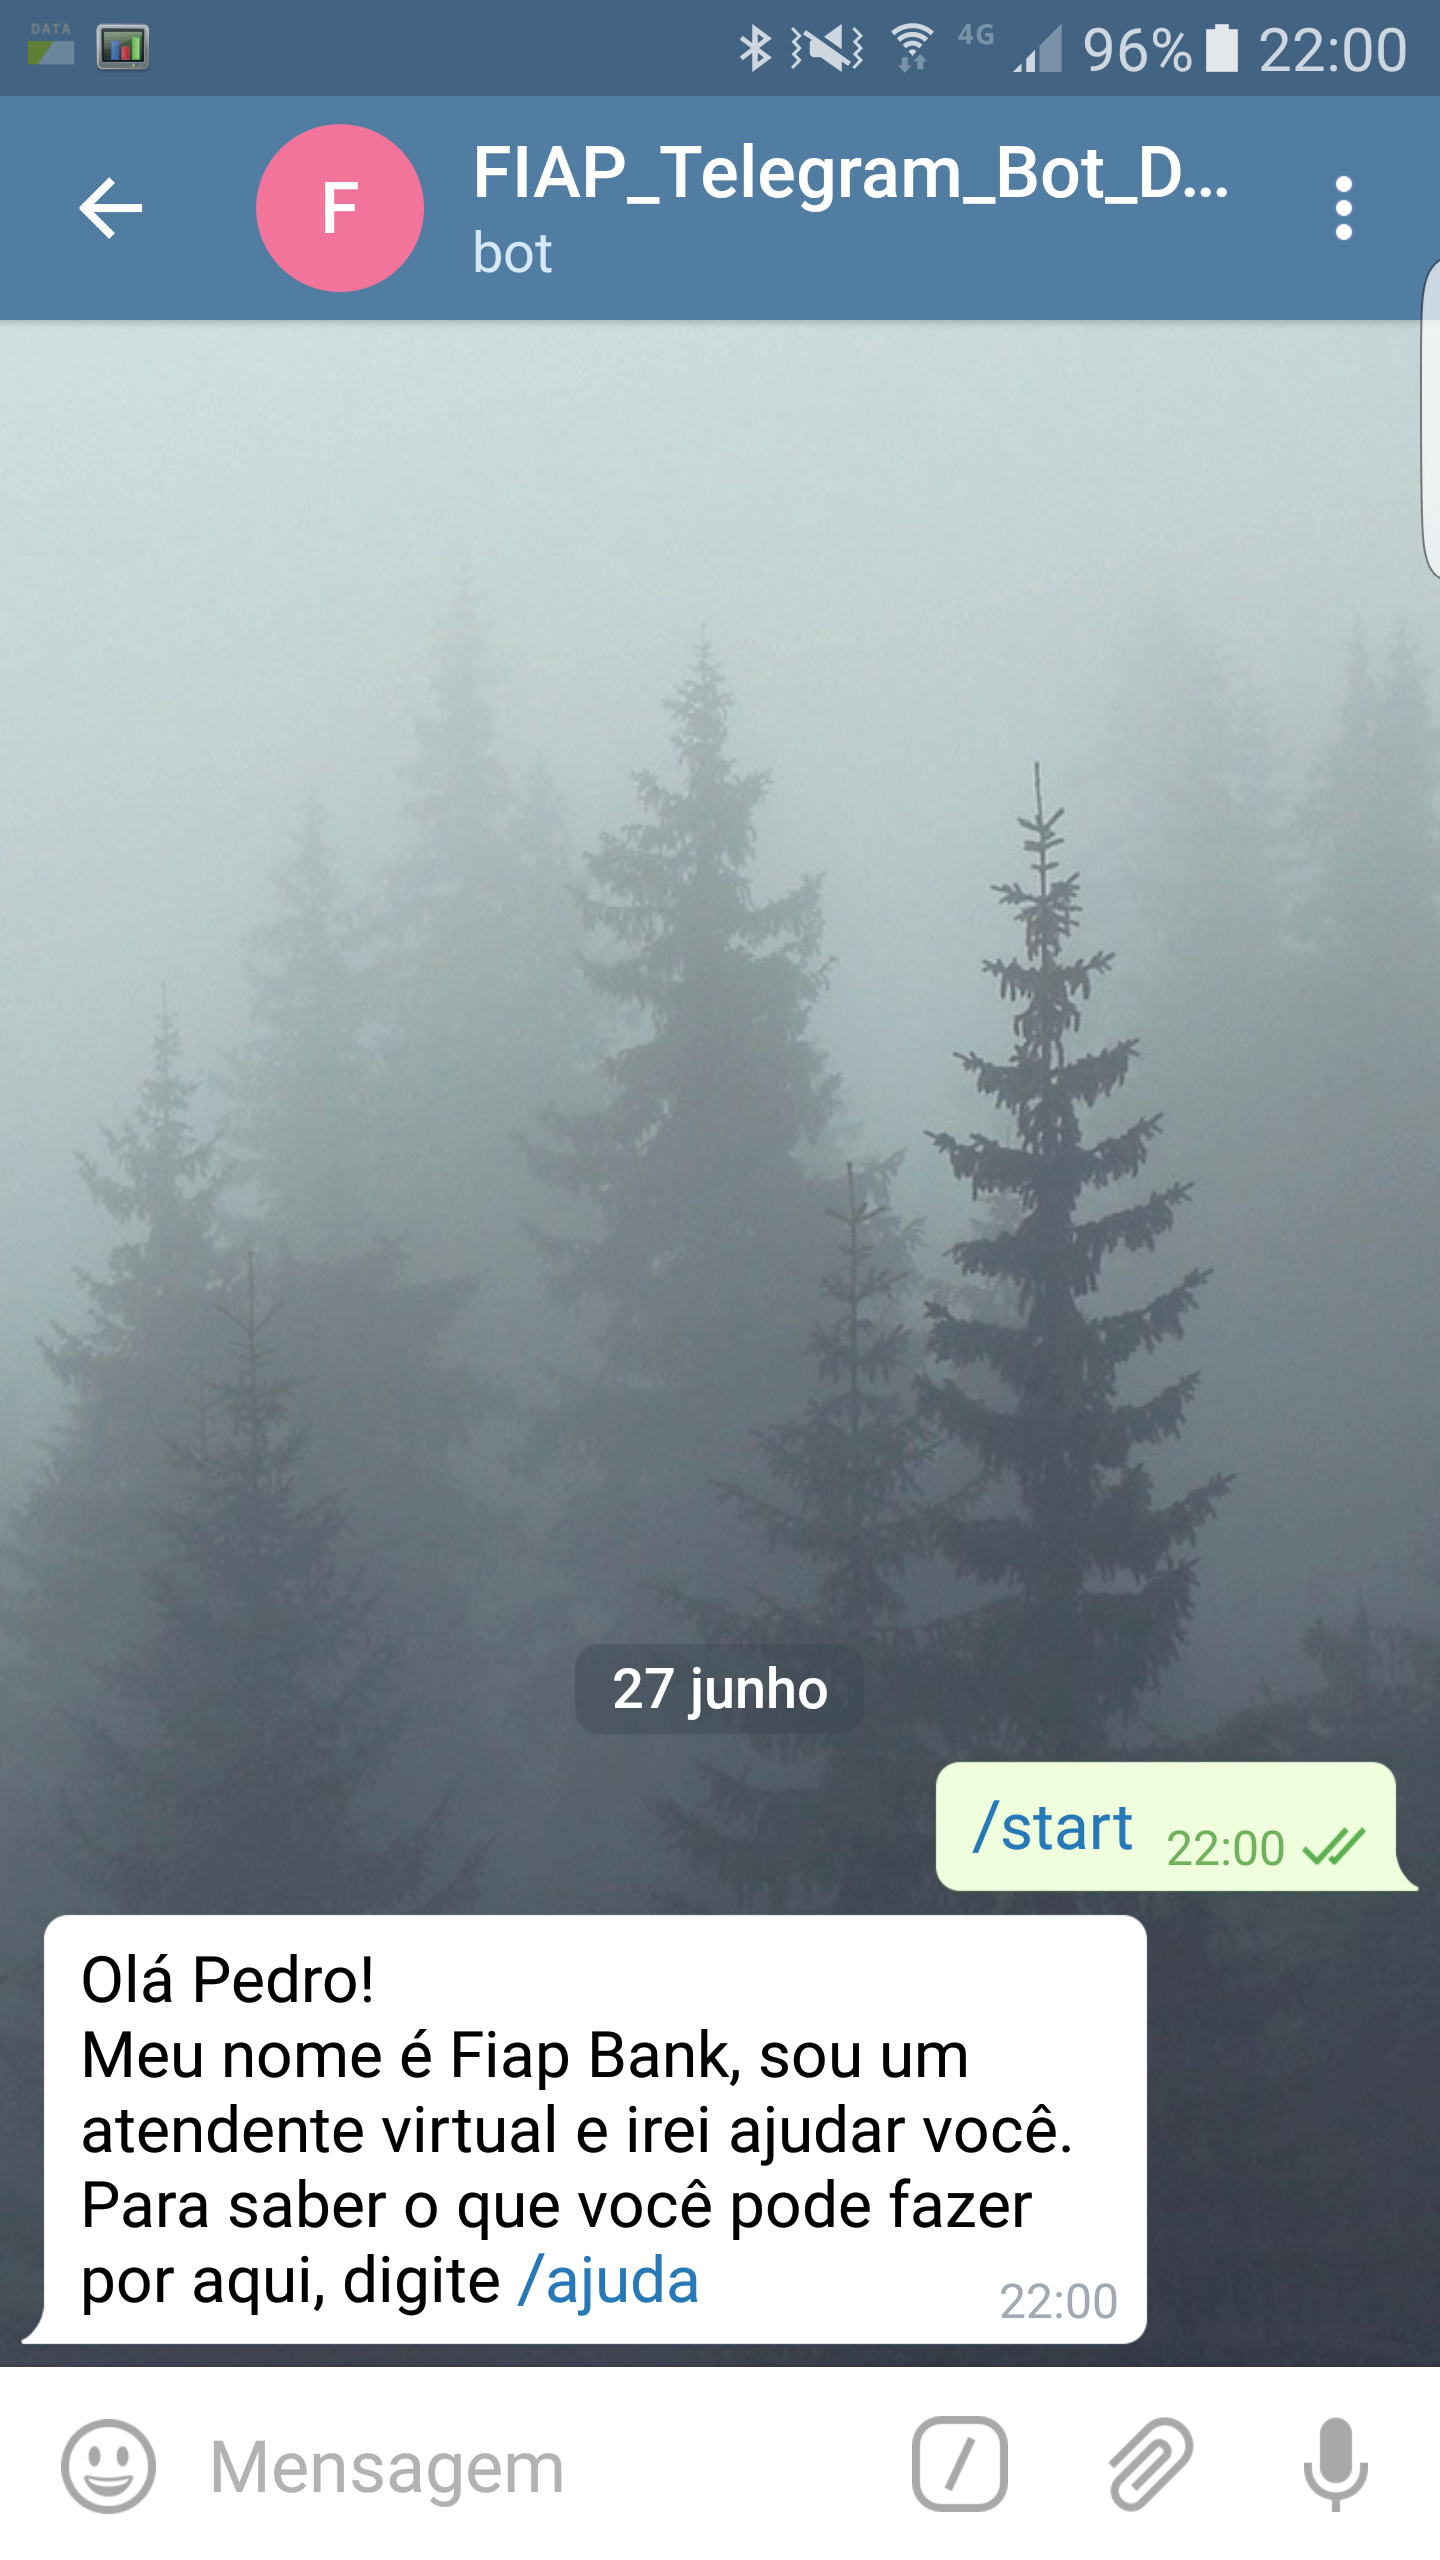 DATA
4G
96%
22:00
F
FIAP_Telegram_Bot_D...
bot
27 junho
/start
22:00
Olá Pedro!
Meu nome é Fiap Bank, sou um
atendente virtual e irei ajudar você.
Para saber o que você pode fazer
por aqui, digite /ajuda
22:00
Mensagem